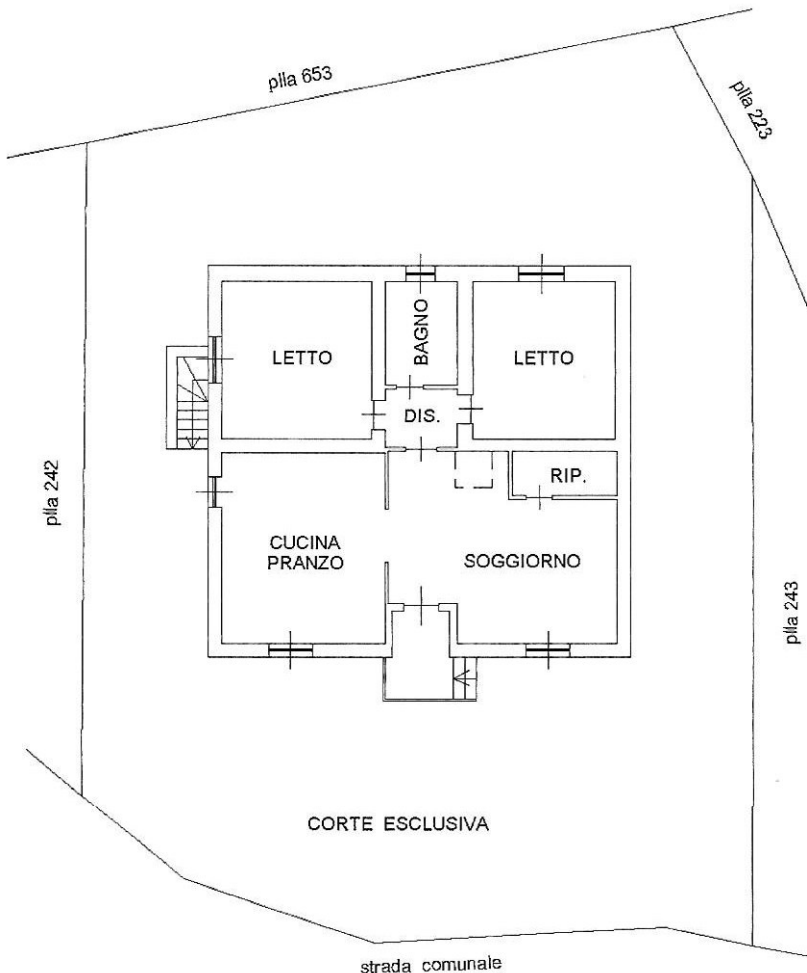 plla 653
plla 223
LETTO
BAGNO
LETTO
DIS.
RIP.
plla 242
CUCINA
PRANZO
SOGGIORNO
plla 243
CORTE ESCLUSIVA
strada comunale